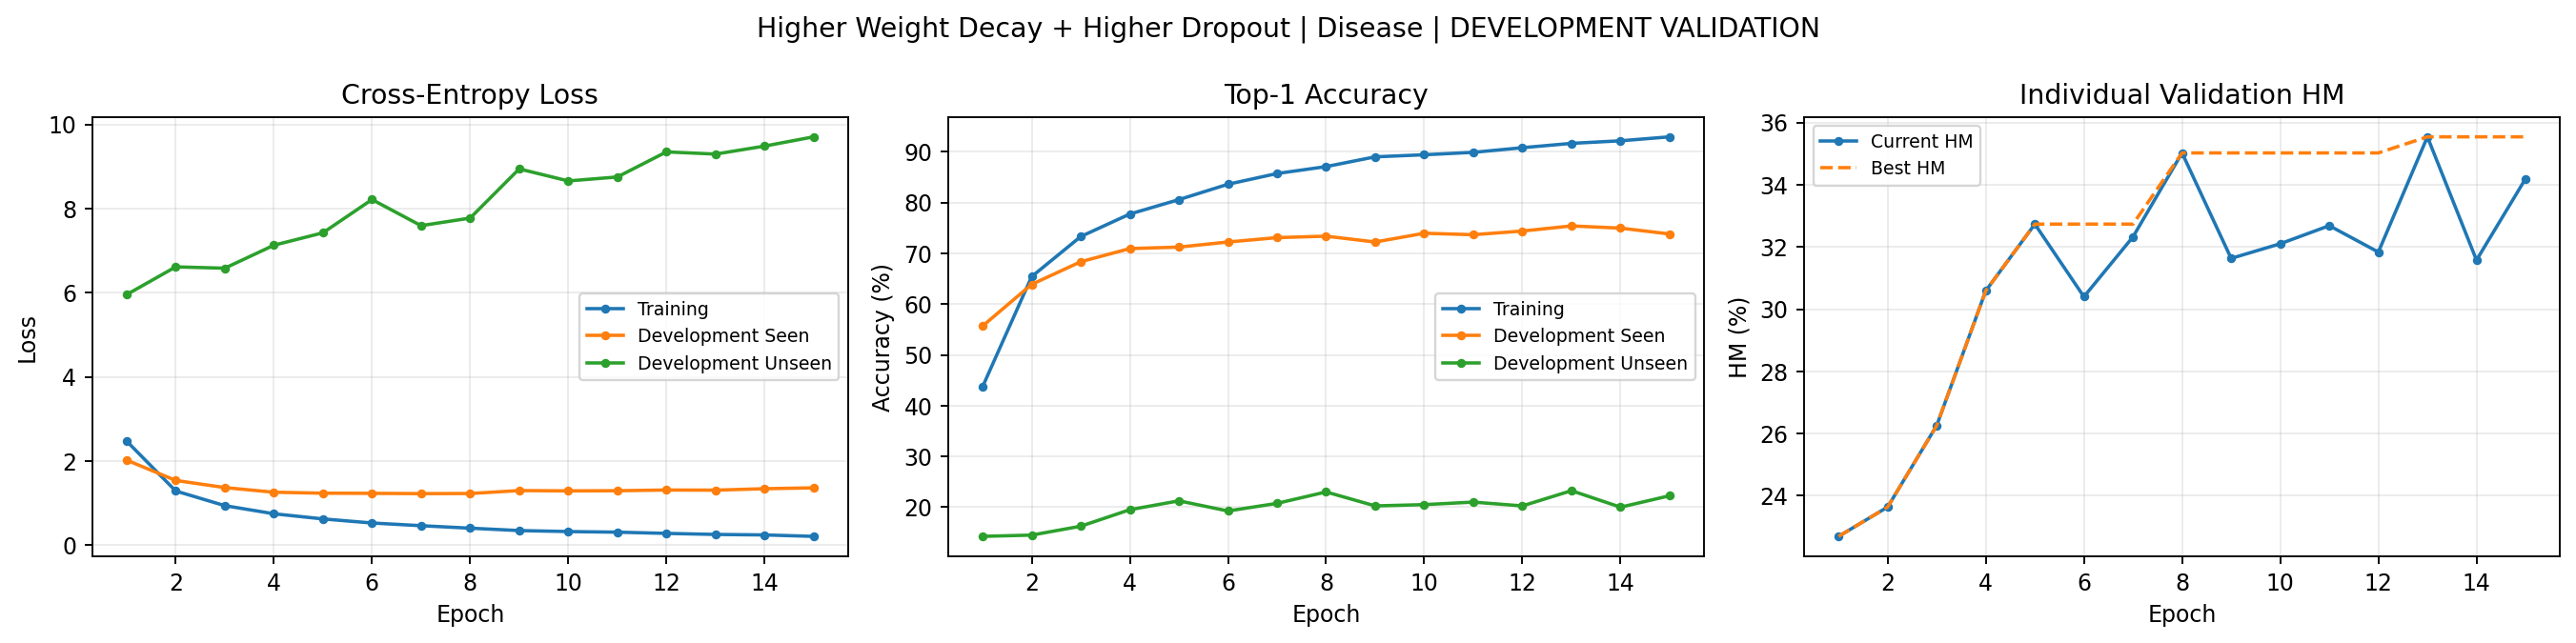 Higher Weight Decay + Higher Dropout | Disease | DEVELOPMENT VALIDATION
Cross-Entropy Loss
10
8
6
4
2
0
Loss
Training
Development Seen
Development Unseen
2 4 6 8 10 12 14
Epoch
Top-1 Accuracy
90
80
70
60
50
40
30
20
Accuracy (%)
Training
Development Seen
Development Unseen
2 4 6 8 10 12 14
Epoch
Individual Validation HM
36
34
32
30
28
26
24
HM (%)
Current HM
Best HM
2 4 6 8 10 12 14
Epoch